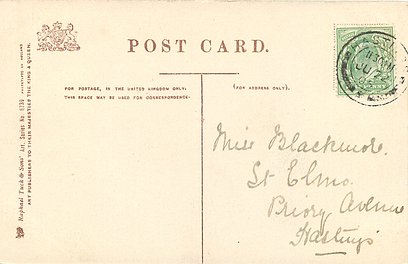 POST CARD.
FOR POSTAGE, IN THE UNITED KINGDOM ONLY,
THIS SPACE MAY BE USED FOR CORRESPONDENCE.
(FOR ADDRESS ONLY.)
Miss Blackmore.
St Elmo.
Priory Avenue
Hastings
Raphael Tuck & Sons' Art. Series No. 6730
ART PUBLISHERS TO THEIR MAJESTIES THE KING & QUEEN.